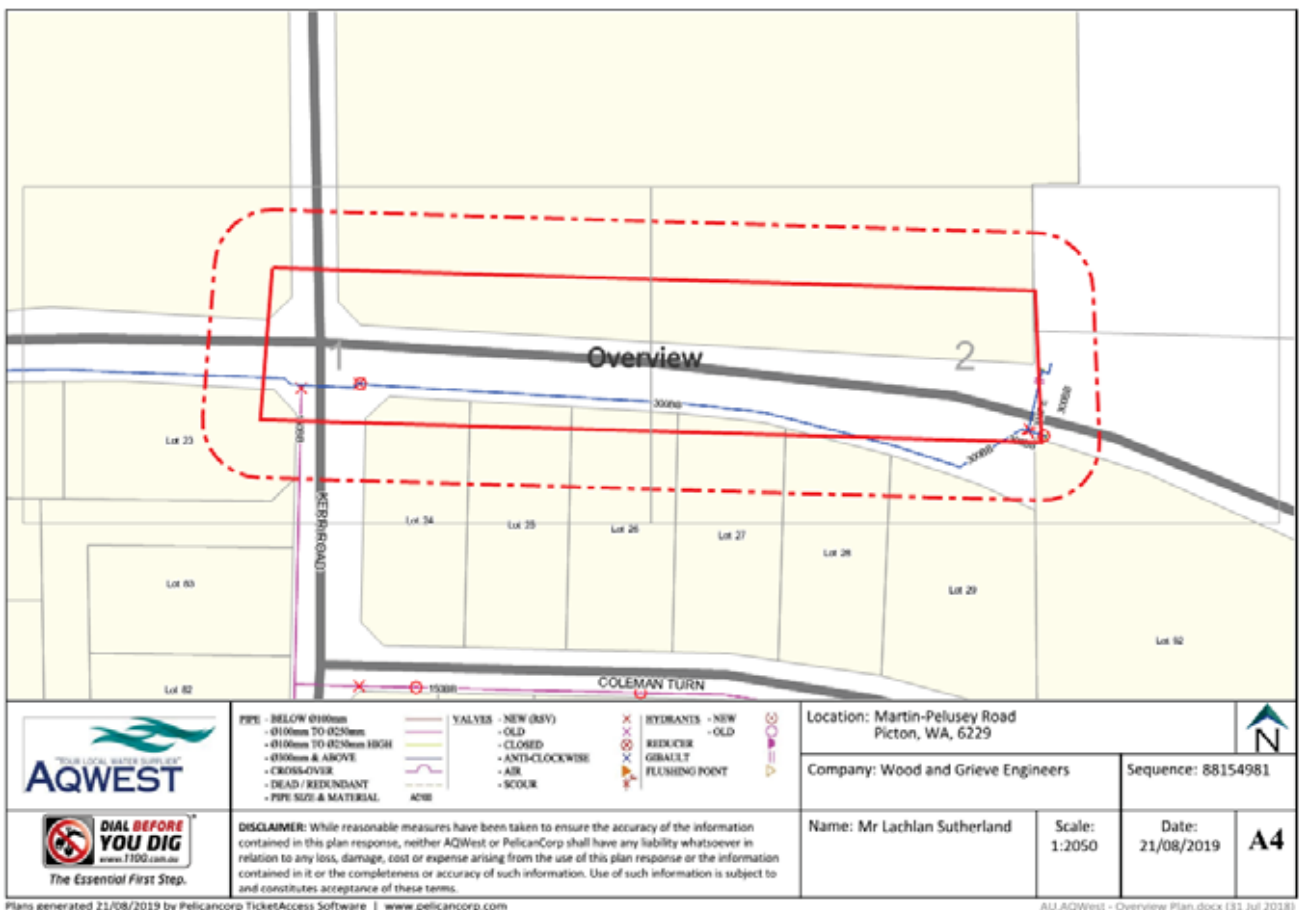 Overview
1
2
300BB
300BB
300BB
Lot 23
KERR ROAD
Lot 34
Lot 25
Lot 26
Lot 27
Lot 28
Lot 29
Lot 83
Lot 92
Lot 82
COLEMAN TURN
"YOUR LOCAL WATER SUPPLIER"
AQWEST
PIPE - BELOW Ø100mm
- Ø100mm TO Ø250mm
- Ø100mm TO Ø250mm HIGH
- Ø300mm & ABOVE
- CROSS-OVER
- DEAD / REDUNDANT
- PIPE SIZE & MATERIAL AC100
VALVES - NEW (RSV)
- OLD
- CLOSED
- ANTI-CLOCKWISE
- AIR
- SCOUR
HYDRANTS - NEW
- OLD
REDUCER
GIBAULT
FLUSHING POINT
Location: Martin-Pelusey Road
Picton, WA, 6229
N
Company: Wood and Grieve Engineers
Sequence: 88154981
DIAL BEFORE
YOU DIG
www.1100.com.au
The Essential First Step.
DISCLAIMER: While reasonable measures have been taken to ensure the accuracy of the information
contained in this plan response, neither AQWest or PelicanCorp shall have any liability whatsoever in
relation to any loss, damage, cost or expense arising from the use of this plan response or the information
contained in it or the completeness or accuracy of such information. Use of such information is subject to
and constitutes acceptance of these terms.
Name: Mr Lachlan Sutherland
Scale:
1:2050
Date:
21/08/2019
A4
Plans generated 21/08/2019 by Pelicancorp TicketAccess Software | www.pelicancorp.com
AU.AQWest - Overview Plan.docx (31 Jul 2018)